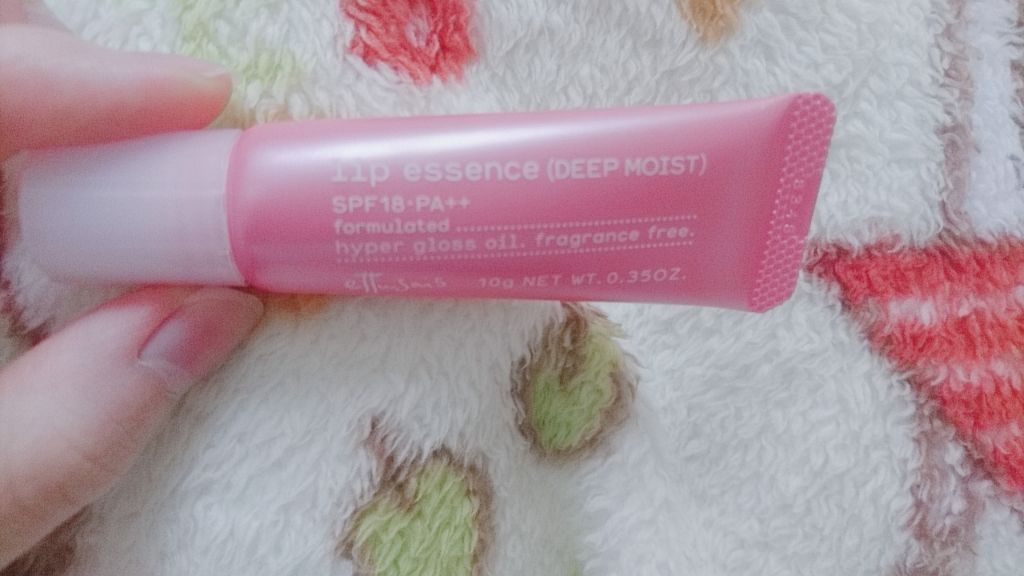 lip essence (DEEP MOIST)
SPF18·PA++
formulated
hyper gloss oil. fragrance free.
ettusais 10g NET WT. 0.35OZ.